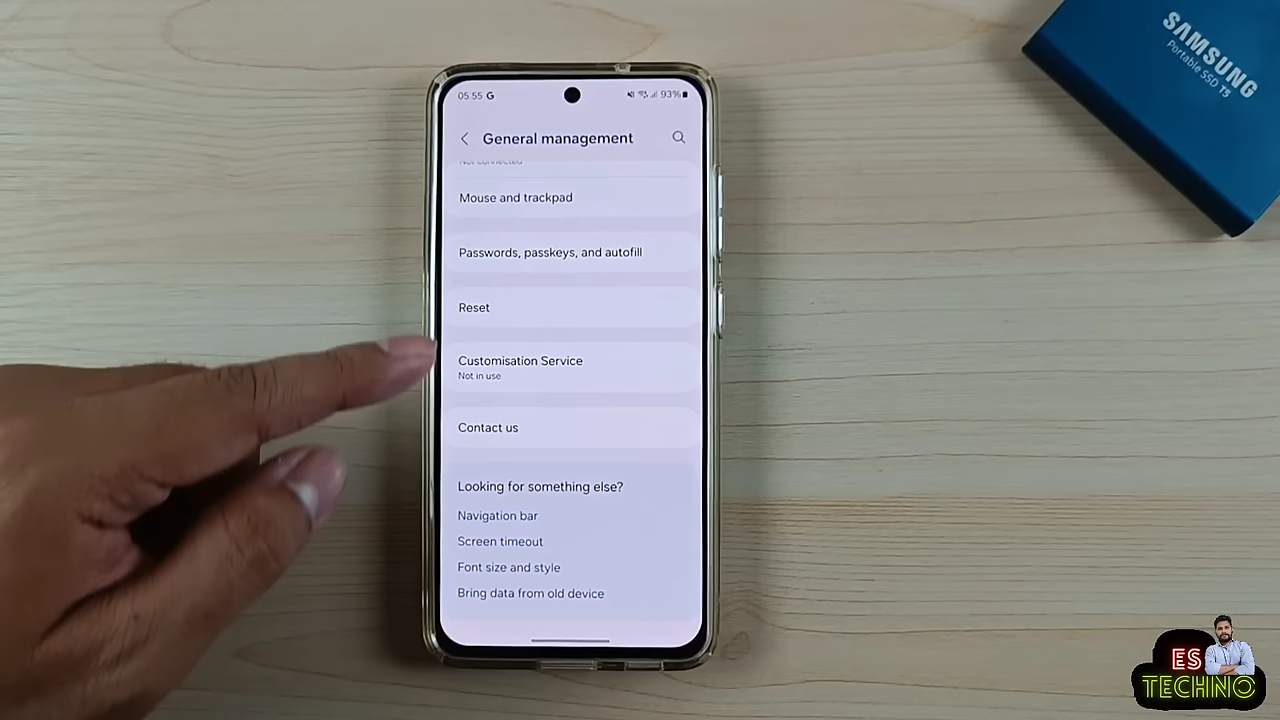 SAMSUNG
Portable SSD T5
05.55 G 93%
General management
Not connected
Mouse and trackpad
Passwords, passkeys, and autofill
Reset
Customisation Service
Not in use
Contact us
Looking for something else?
Navigation bar
Screen timeout
Font size and style
Bring data from old device
ES
TECHNO